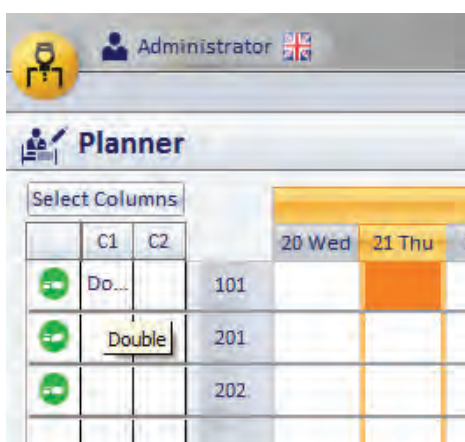 Administrator
Planner
Select Columns
C1 C2 20 Wed 21 Thu
Do... 101
Double 201
202